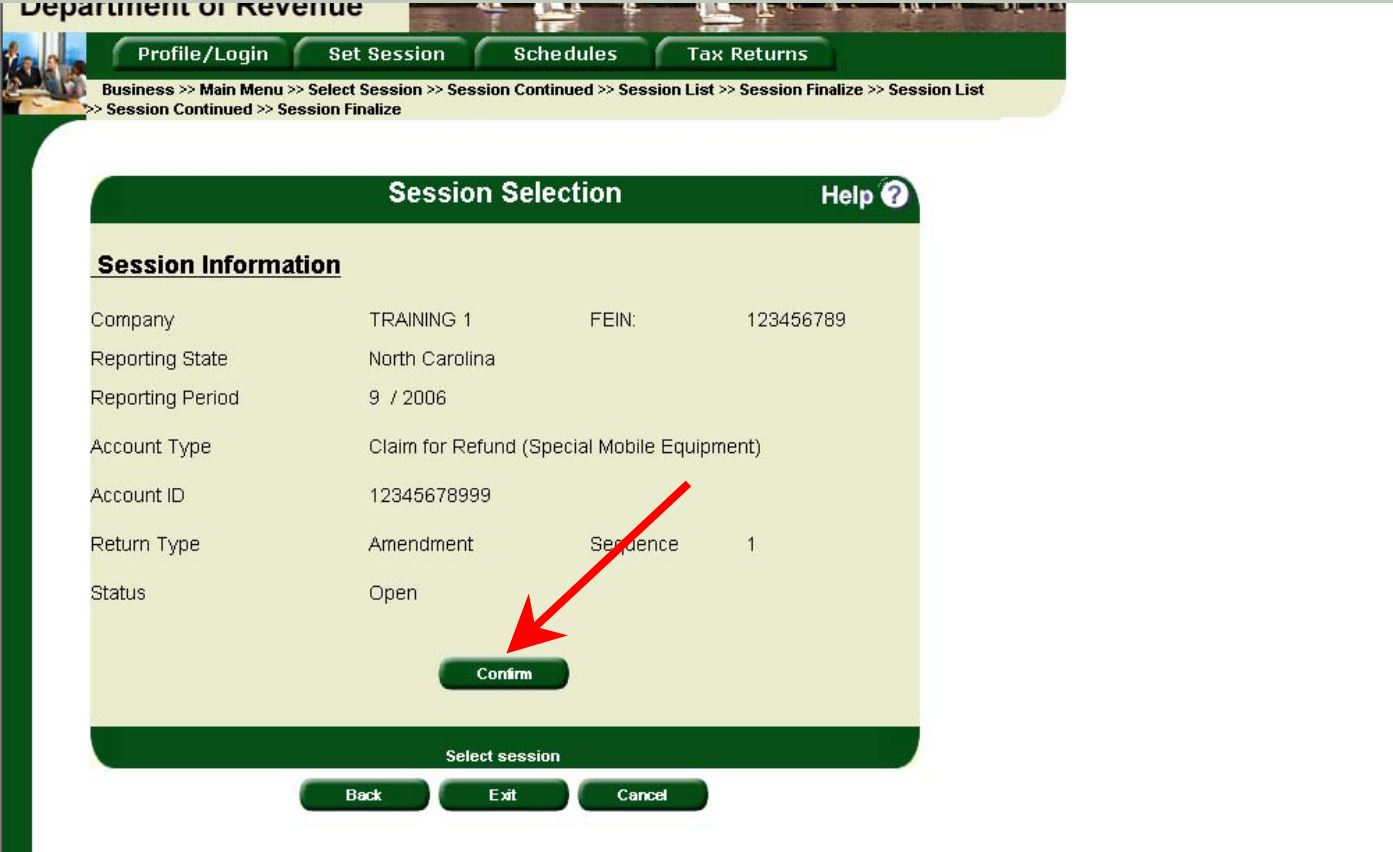 Department of Revenue
Profile/Login Set Session Schedules Tax Returns
Business >> Main Menu >> Select Session >> Session Continued >> Session List >> Session Finalize >> Session List
>> Session Continued >> Session Finalize
Session Selection Help ?
Session Information
Company TRAINING 1 FEIN: 123456789
Reporting State North Carolina
Reporting Period 9 / 2006
Account Type Claim for Refund (Special Mobile Equipment)
Account ID 12345678999
Return Type Amendment Sequence 1
Status Open
Confirm
Select session
Back Exit Cancel